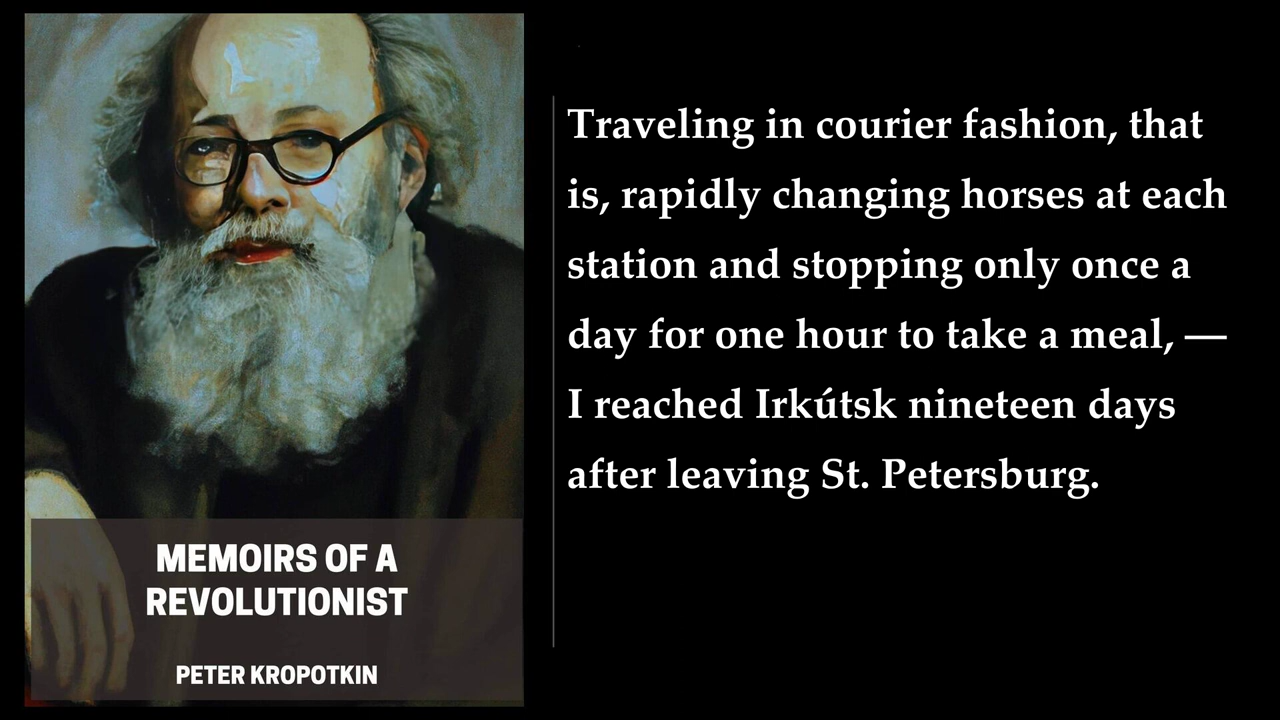 MEMOIRS OF A
REVOLUTIONIST
PETER KROPOTKIN
Traveling in courier fashion, that
is, rapidly changing horses at each
station and stopping only once a
day for one hour to take a meal, —
I reached Irkútsk nineteen days
after leaving St. Petersburg.